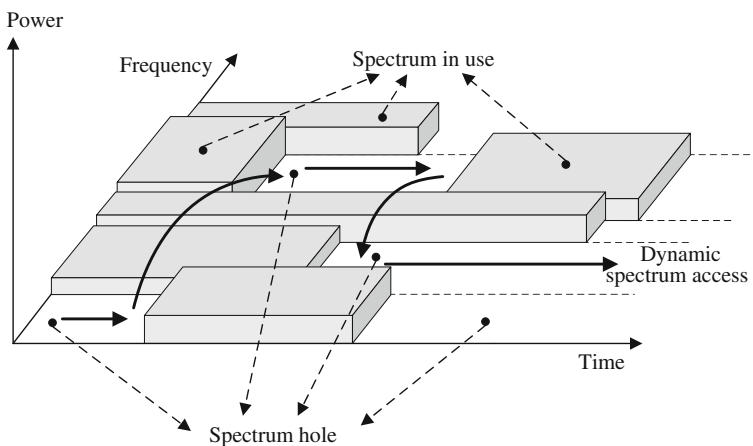 Power
Frequency
Spectrum in use
Dynamic
spectrum access
Time
Spectrum hole